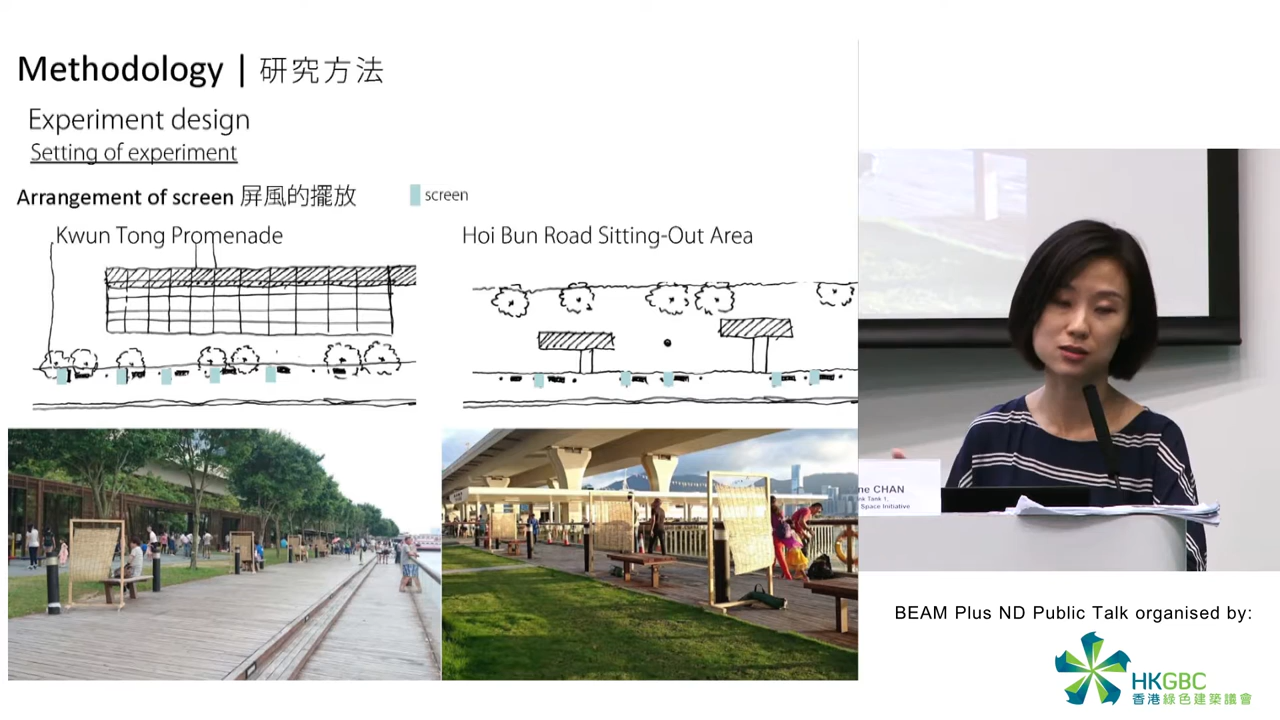 Methodology | 研究方法
Experiment design
Setting of experiment
Arrangement of screen 屏風的擺放
screen
Kwun Tong Promenade
Hoi Bun Road Sitting-Out Area
ne CHAN
nk Tank 1,
Space Initiative
BEAM Plus ND Public Talk organised by:
HKGBC
香港綠色建築議會